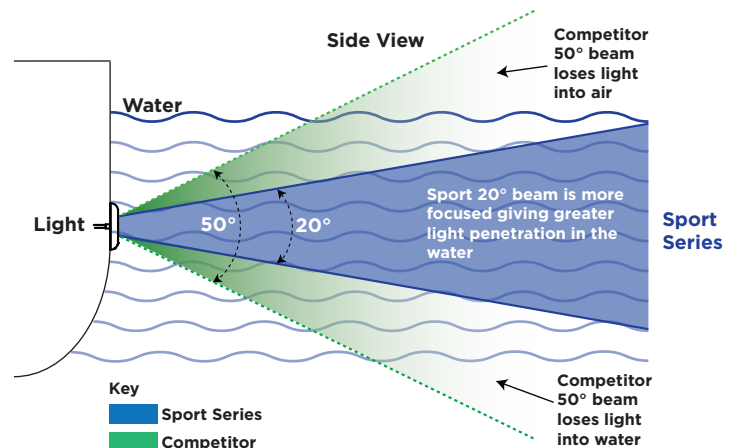 Side View
Competitor
50° beam
loses light
into air
Water
Light
50°
20°
Sport 20° beam is more
focused giving greater
light penetration in the
water
Sport
Series
Key
Sport Series
Competitor
Competitor
50° beam
loses light
into water